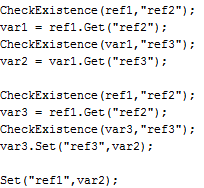 CheckExistence(ref1,"ref2");
var1 = ref1.Get("ref2");
CheckExistence(var1,"ref3");
var2 = var1.Get("ref3");
CheckExistence(ref1,"ref2");
var3 = ref1.Get("ref2");
CheckExistence(var3,"ref3");
var3.Set("ref3",var2);
Set("ref1",var2);